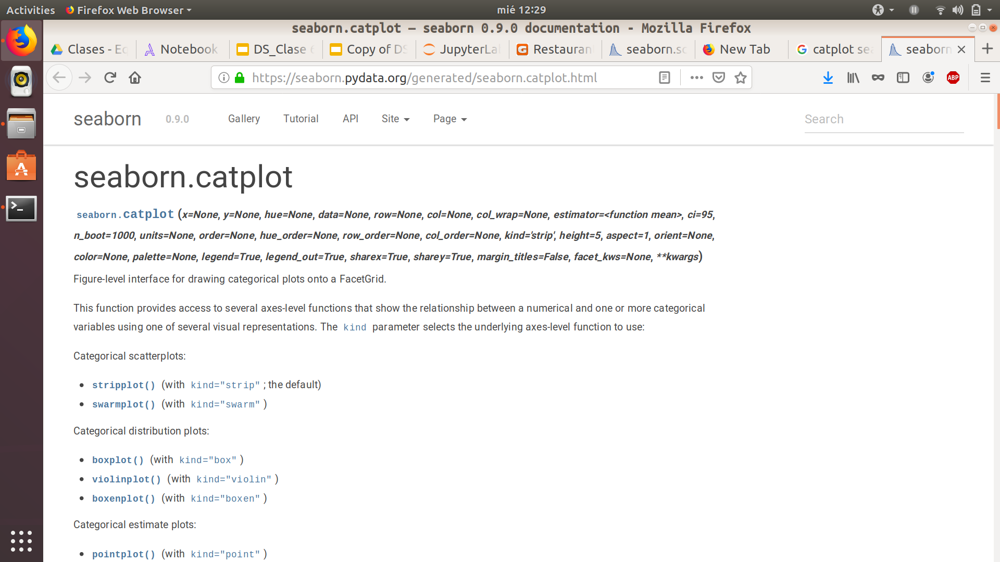 Activities Firefox Web Browser mié 12:29
seaborn.catplot — seaborn 0.9.0 documentation - Mozilla Firefox
Clases - Eq Notebook DS_Clase 6 Copy of DS JupyterLa Restauran seaborn.sc New Tab catplot sea seaborn
https://seaborn.pydata.org/generated/seaborn.catplot.html ABP
seaborn 0.9.0 Gallery Tutorial API Site Page Search
seaborn.catplot
seaborn.catplot (x=None, y=None, hue=None, data=None, row=None, col=None, col_wrap=None, estimator=<function mean>, ci=95,
n_boot=1000, units=None, order=None, hue_order=None, row_order=None, col_order=None, kind='strip', height=5, aspect=1, orient=None,
color=None, palette=None, legend=True, legend_out=True, sharex=True, sharey=True, margin_titles=False, facet_kws=None, **kwargs)
Figure-level interface for drawing categorical plots onto a FacetGrid.
This function provides access to several axes-level functions that show the relationship between a numerical and one or more categorical
variables using one of several visual representations. The kind parameter selects the underlying axes-level function to use:
Categorical scatterplots:
• stripplot() (with kind="strip" ; the default)
• swarmplot() (with kind="swarm" )
Categorical distribution plots:
• boxplot() (with kind="box" )
• violinplot() (with kind="violin" )
• boxenplot() (with kind="boxen" )
Categorical estimate plots:
• pointplot() (with kind="point" )